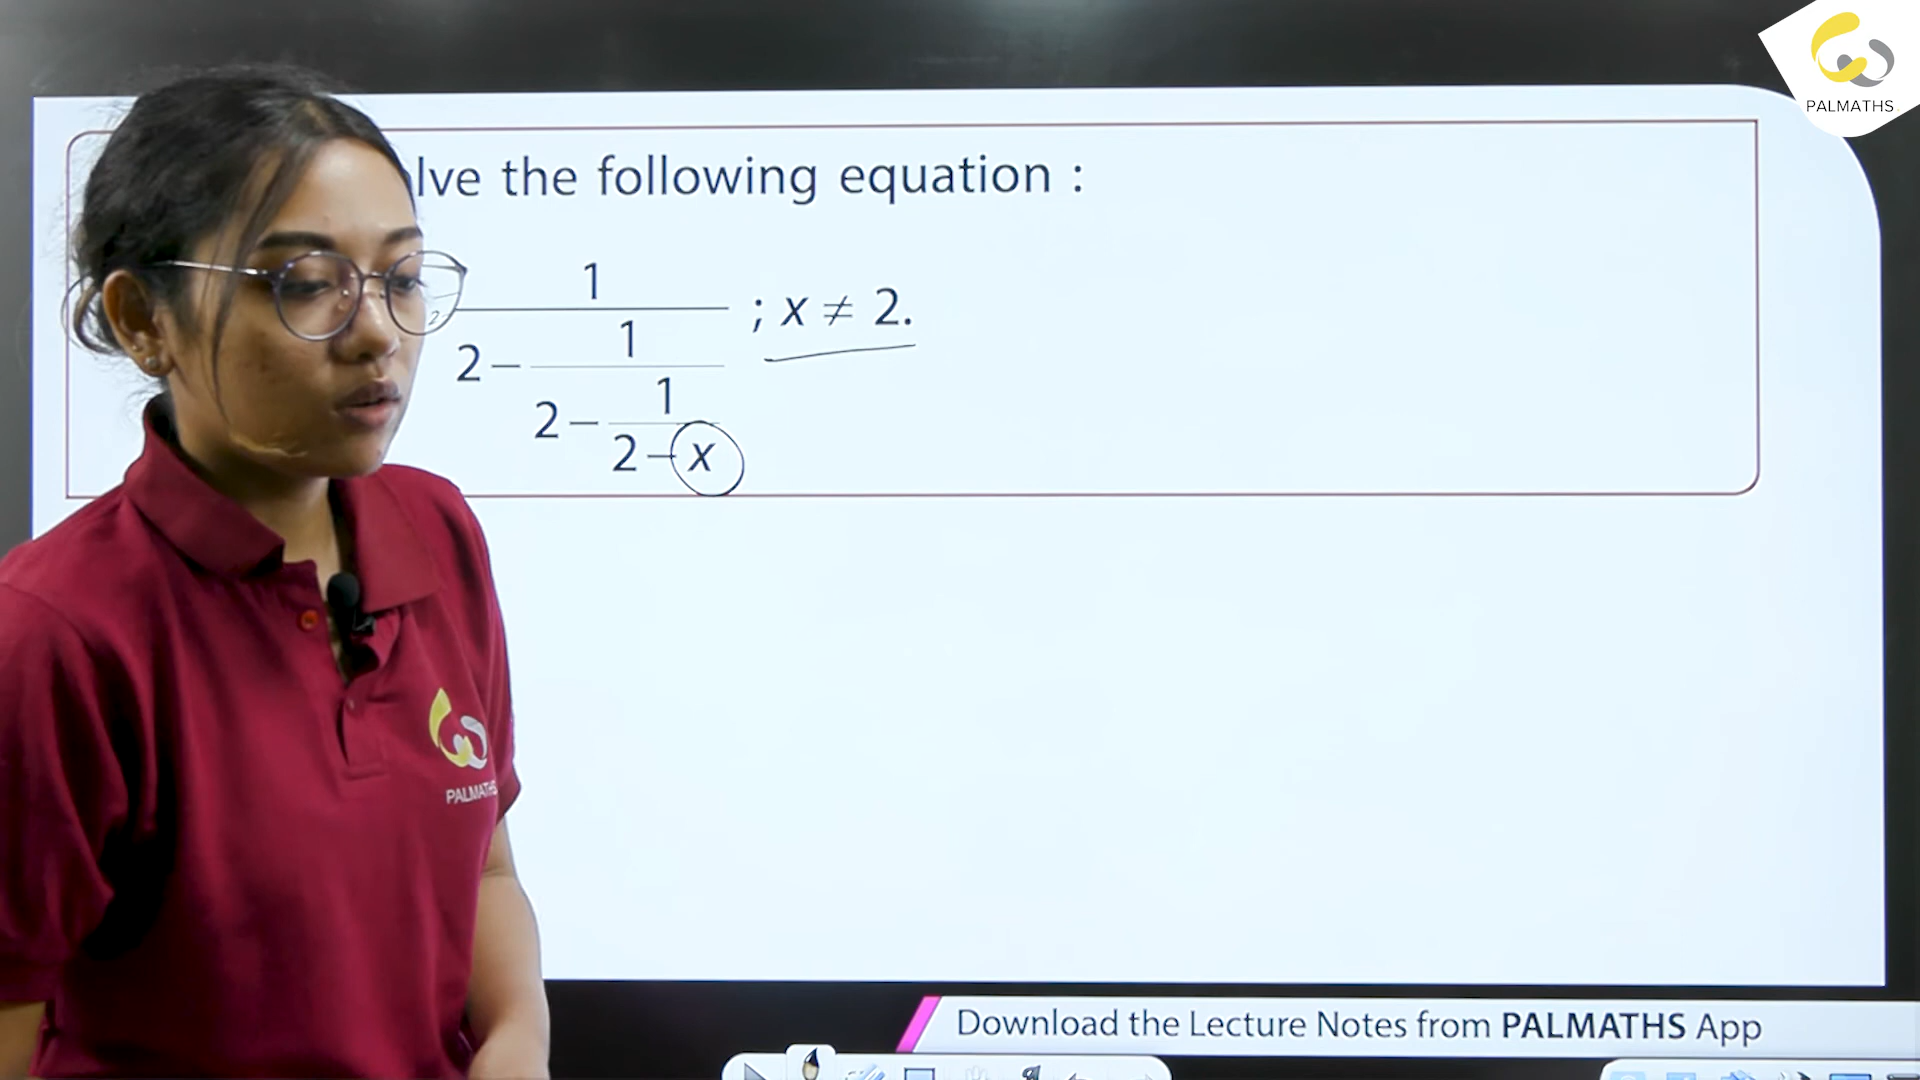 PALMATHS
lve the following equation :
1
2 − 1
2 − 1
2 − x
; x ≠ 2.
PALMATHS
Download the Lecture Notes from PALMATHS App